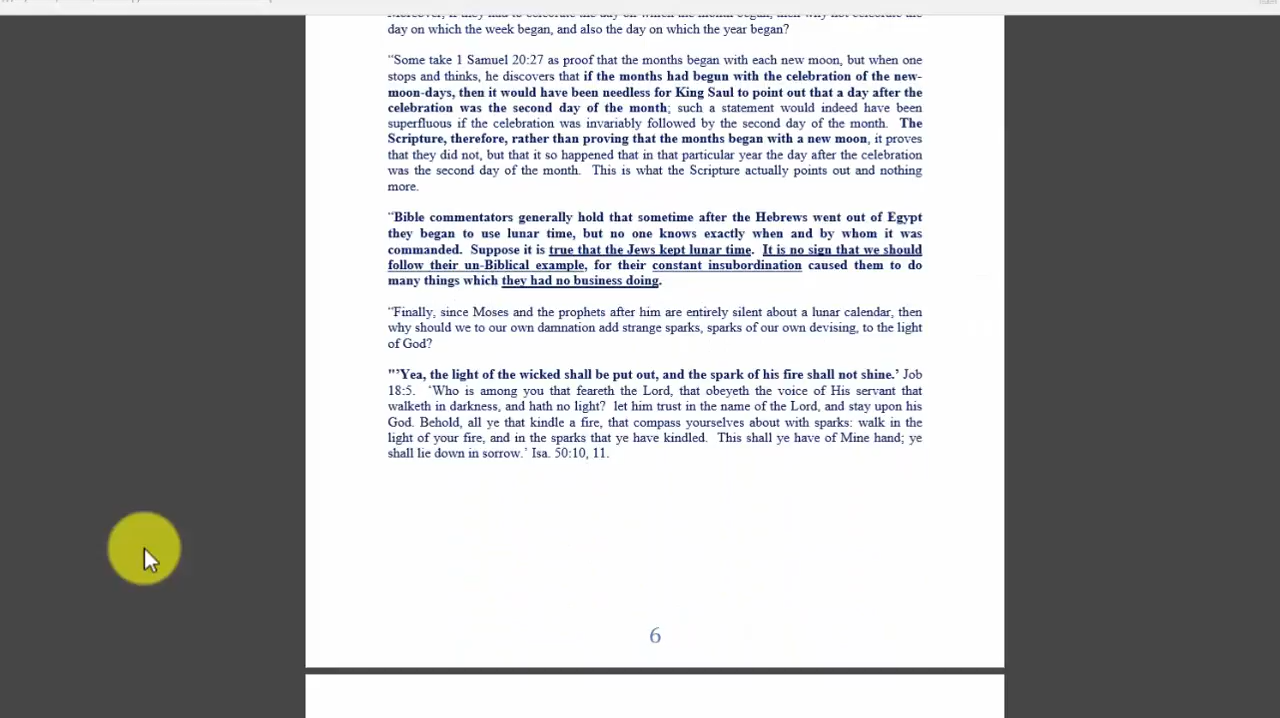 day on which the week began, and also the day on which the year began?
"Some take 1 Samuel 20:27 as proof that the months began with each new moon, but when one
stops and thinks, he discovers that if the months had begun with the celebration of the new-
moon-days, then it would have been needless for King Saul to point out that a day after the
celebration was the second day of the month; such a statement would indeed have been
superfluous if the celebration was invariably followed by the second day of the month. The
Scripture, therefore, rather than proving that the months began with a new moon, it proves
that they did not, but that it so happened that in that particular year the day after the celebration
was the second day of the month. This is what the Scripture actually points out and nothing
more.
"Bible commentators generally hold that sometime after the Hebrews went out of Egypt
they began to use lunar time, but no one knows exactly when and by whom it was
commanded. Suppose it is true that the Jews kept lunar time. It is no sign that we should
follow their un-Biblical example, for their constant insubordination caused them to do
many things which they had no business doing.
"Finally, since Moses and the prophets after him are entirely silent about a lunar calendar, then
why should we to our own damnation add strange sparks, sparks of our own devising, to the light
of God?
"'Yea, the light of the wicked shall be put out, and the spark of his fire shall not shine.' Job
18:5. 'Who is among you that feareth the Lord, that obeyeth the voice of His servant that
walketh in darkness, and hath no light? let him trust in the name of the Lord, and stay upon his
God. Behold, all ye that kindle a fire, that compass yourselves about with sparks: walk in the
light of your fire, and in the sparks that ye have kindled. This shall ye have of Mine hand; ye
shall lie down in sorrow.' Isa. 50:10, 11.
6